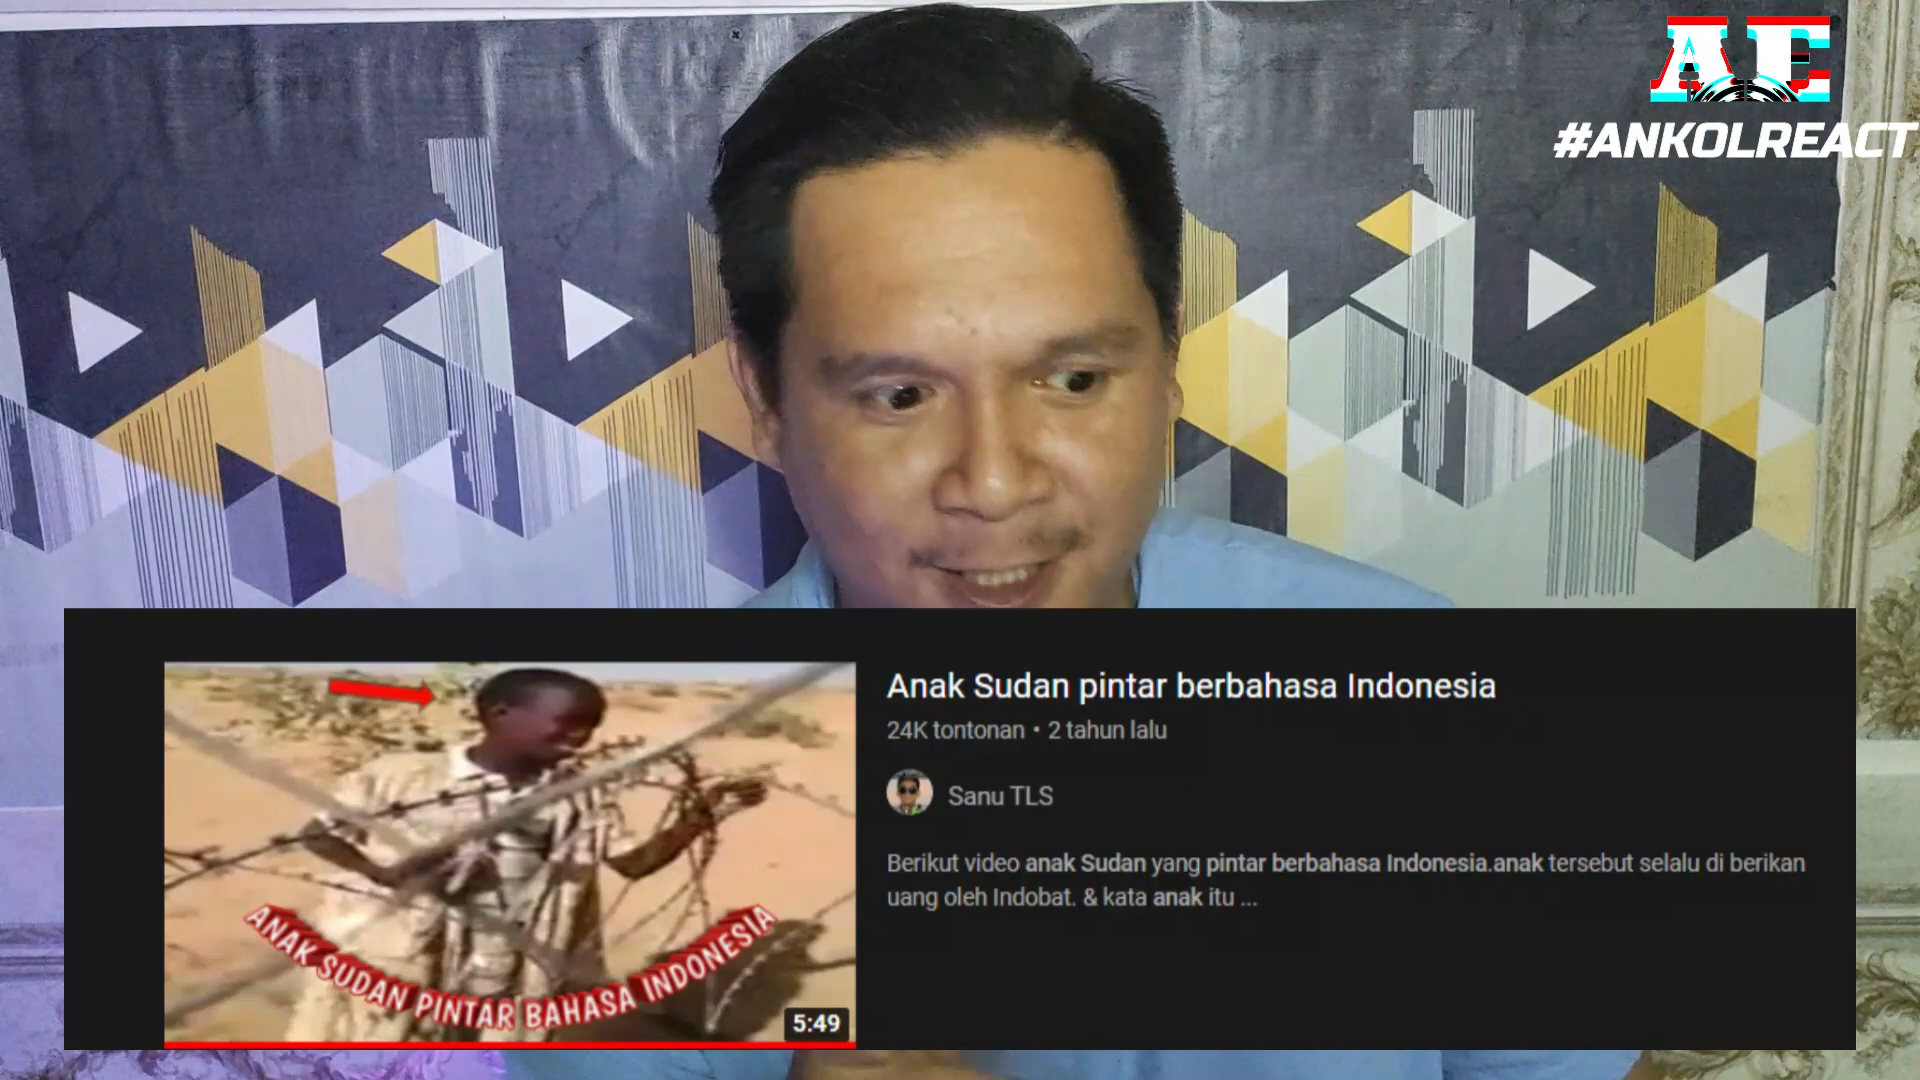 AE
#ANKOLREACT
Anak Sudan pintar berbahasa Indonesia
24K tontonan • 2 tahun lalu
Sanu TLS
Berikut video anak Sudan yang pintar berbahasa Indonesia.anak tersebut selalu di berikan
uang oleh Indobat. & kata anak itu ...
ANAK SUDAN PINTAR BAHASA INDONESIA
5:49